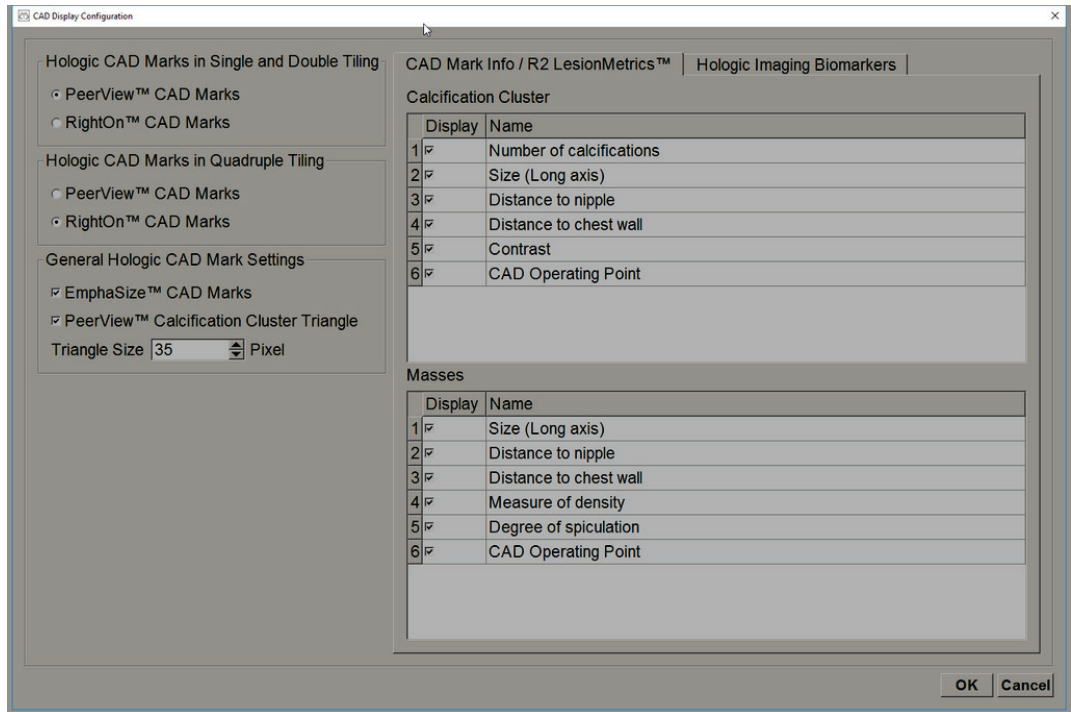 CAD Display Configuration
Hologic CAD Marks in Single and Double Tiling
PeerView™ CAD Marks
RightOn™ CAD Marks
Hologic CAD Marks in Quadruple Tiling
PeerView™ CAD Marks
RightOn™ CAD Marks
General Hologic CAD Mark Settings
EmphaSize™ CAD Marks
PeerView™ Calcification Cluster Triangle
Triangle Size 35 Pixel
CAD Mark Info / R2 LesionMetrics™ Hologic Imaging Biomarkers
Calcification Cluster
Display Name
1 Number of calcifications
2 Size (Long axis)
3 Distance to nipple
4 Distance to chest wall
5 Contrast
6 CAD Operating Point
Masses
Display Name
1 Size (Long axis)
2 Distance to nipple
3 Distance to chest wall
4 Measure of density
5 Degree of spiculation
6 CAD Operating Point
OK Cancel